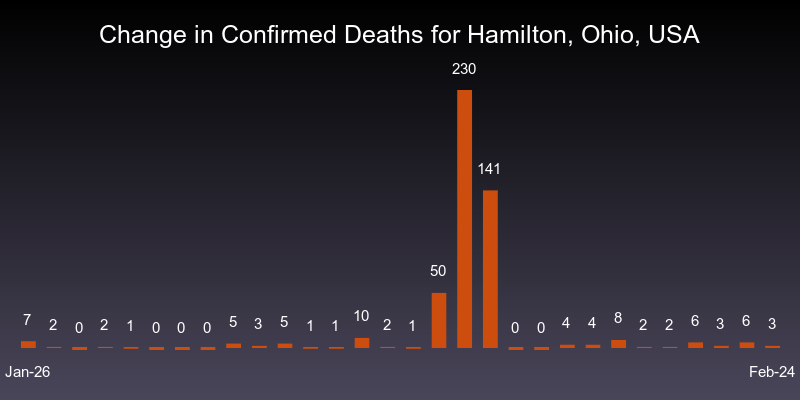 Change in Confirmed Deaths for Hamilton, Ohio, USA
230
141
50
7 2 0 2 1 0 0 0 5 3 5 1 1 10 2 1 0 0 4 4 8 2 2 6 3 6 3
Jan-26 Feb-24